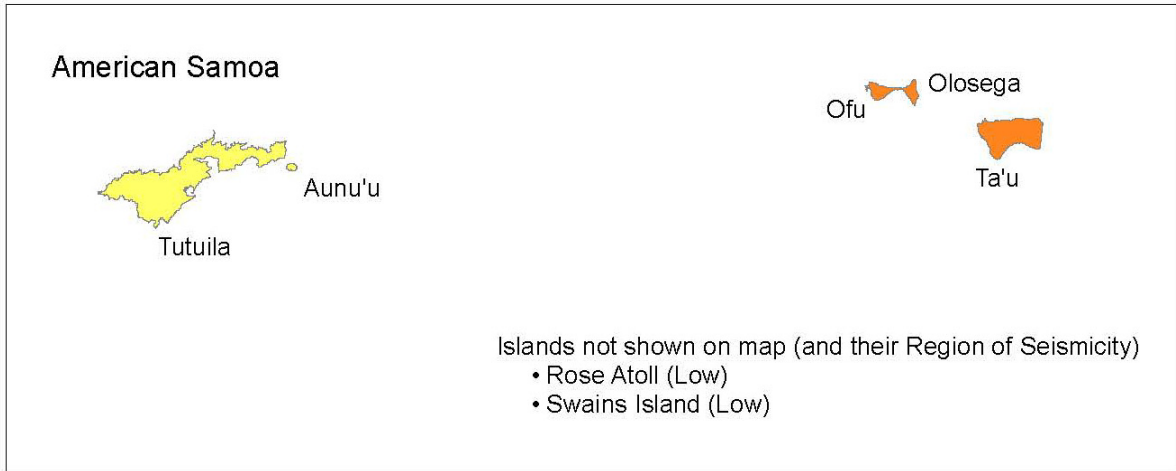 American Samoa
Olosega
Ofu
Ta'u
Aunu'u
Tutuila
Islands not shown on map (and their Region of Seismicity)
• Rose Atoll (Low)
• Swains Island (Low)